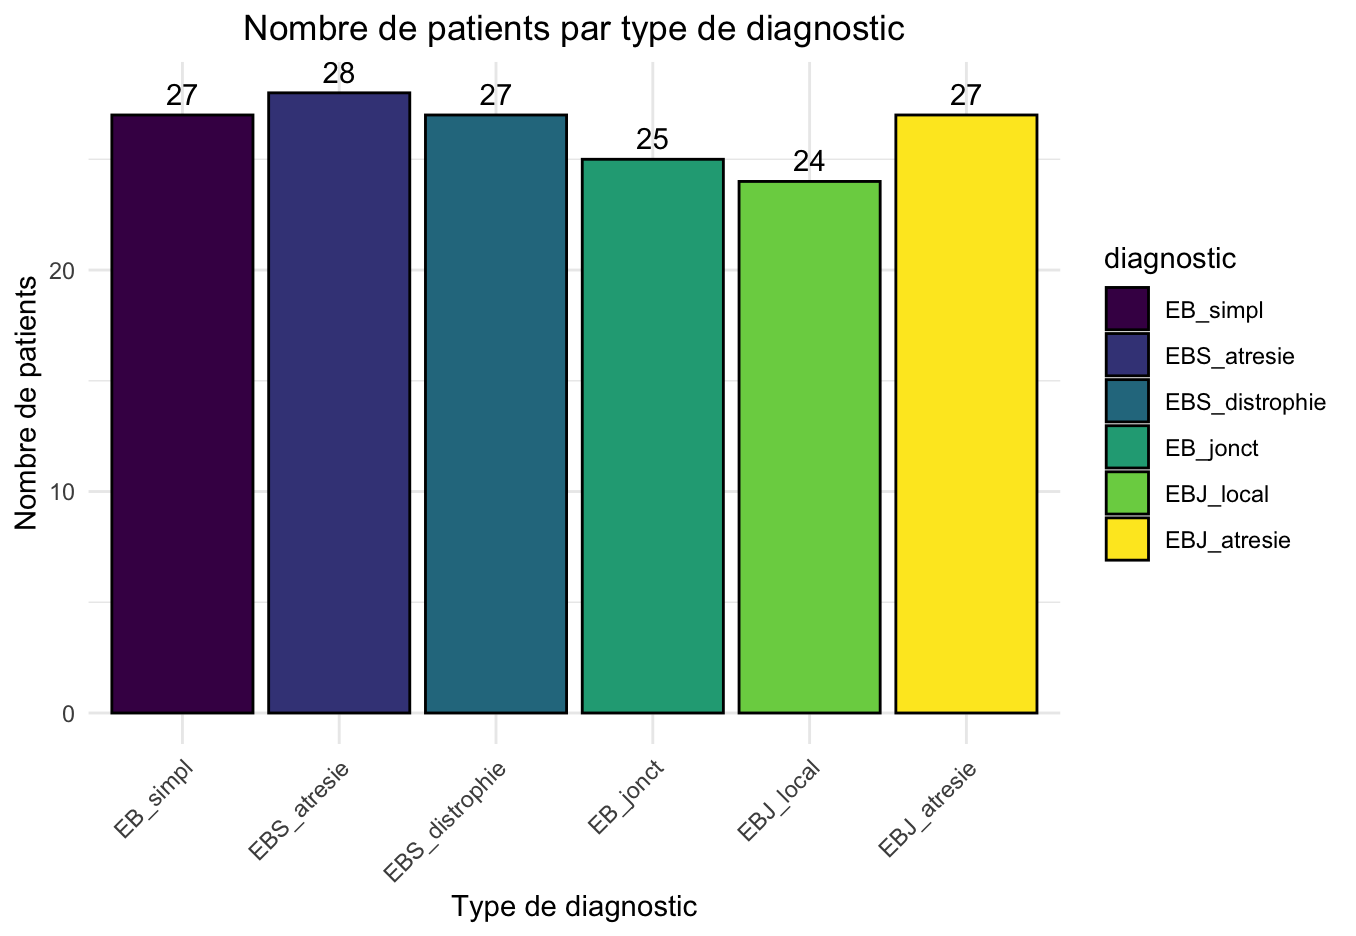 Nombre de patients par type de diagnostic
27
28
27
25
24
27
Nombre de patients
20
10
0
EB_simpl
EBS_atresie
EBS_distrophie
EB_jonct
EBJ_local
EBJ_atresie
Type de diagnostic
diagnostic
EB_simpl
EBS_atresie
EBS_distrophie
EB_jonct
EBJ_local
EBJ_atresie